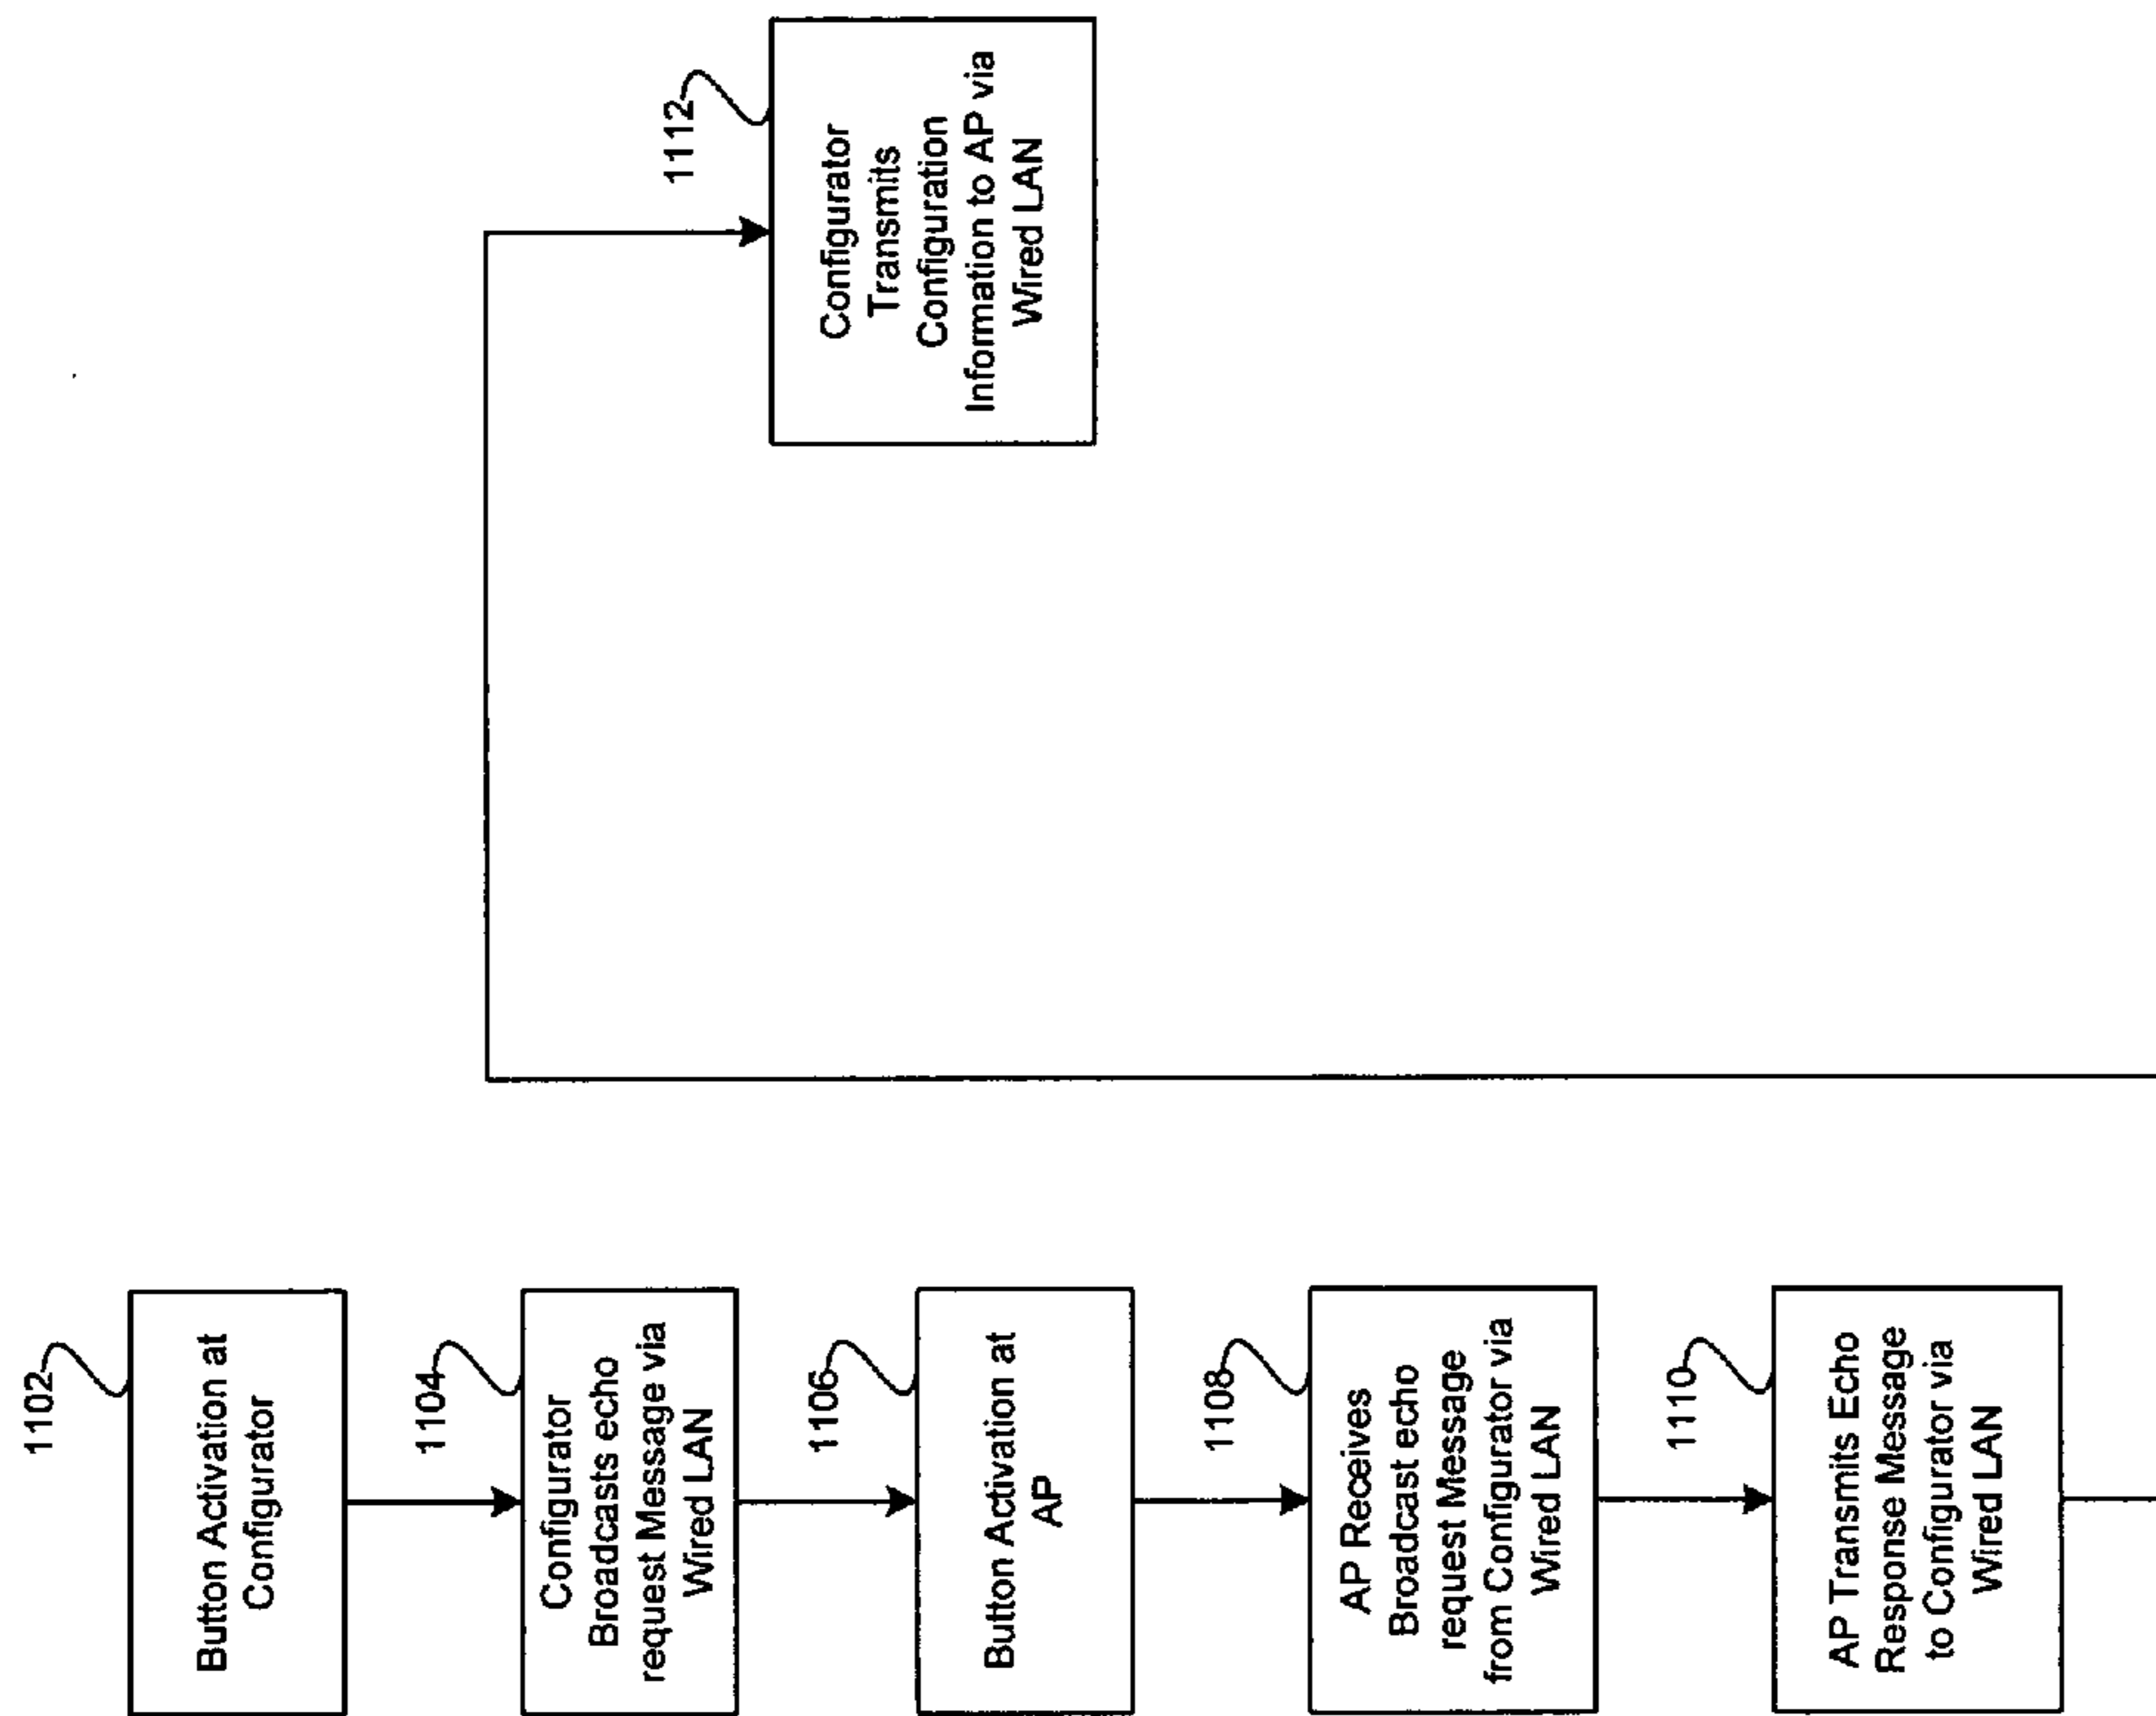 1102
Button Activation at
Configurator
1104
Configurator
Broadcasts echo
request Message via
Wired LAN
1106
Button Activation at
AP
1108
AP Receives
Broadcast echo
request Message
from Configurator via
Wired LAN
1110
AP Transmits Echo
Response Message
to Configurator via
Wired LAN
1112
Configurator
Transmits
Configuration
Information to AP via
Wired LAN